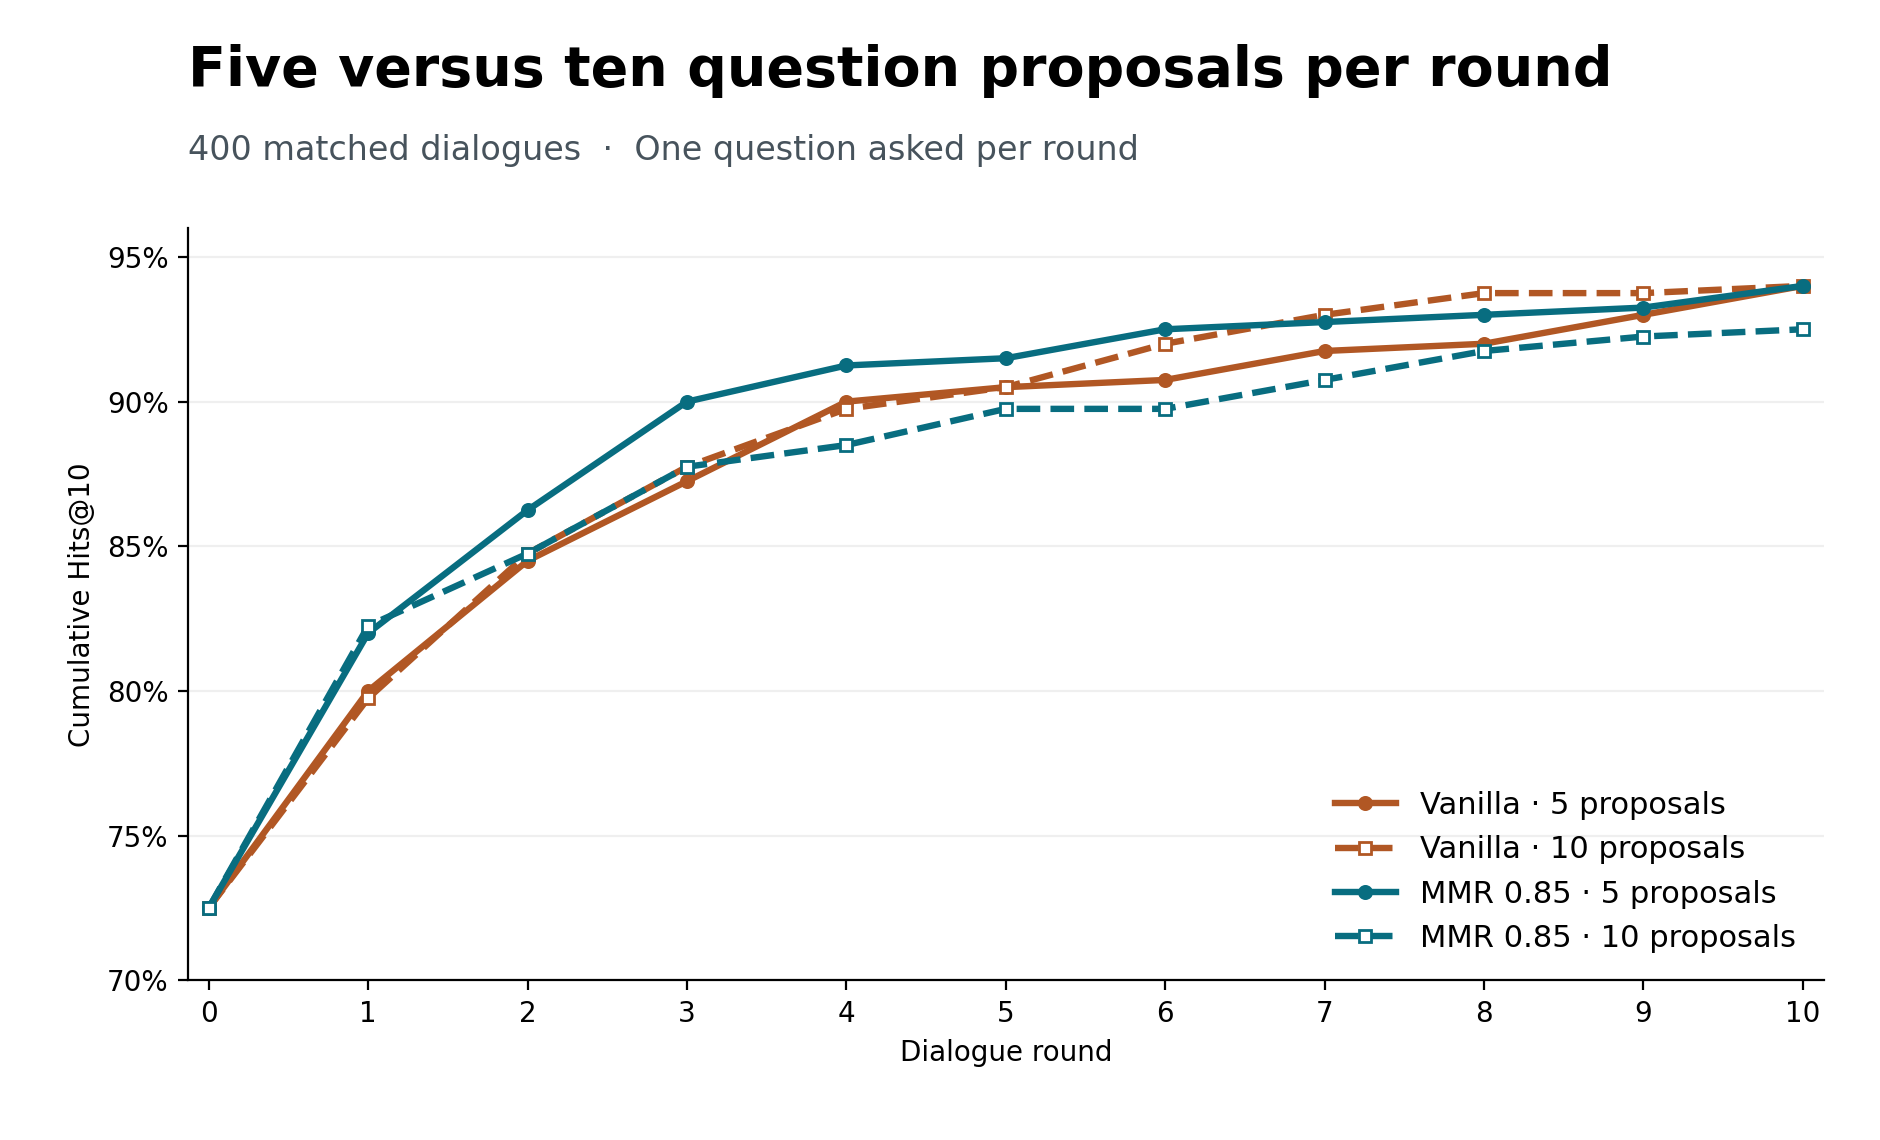 Five versus ten question proposals per round
400 matched dialogues · One question asked per round
95%
90%
85%
80%
75%
70%
Cumulative Hits@10
Vanilla · 5 proposals
Vanilla · 10 proposals
MMR 0.85 · 5 proposals
MMR 0.85 · 10 proposals
0 1 2 3 4 5 6 7 8 9 10
Dialogue round